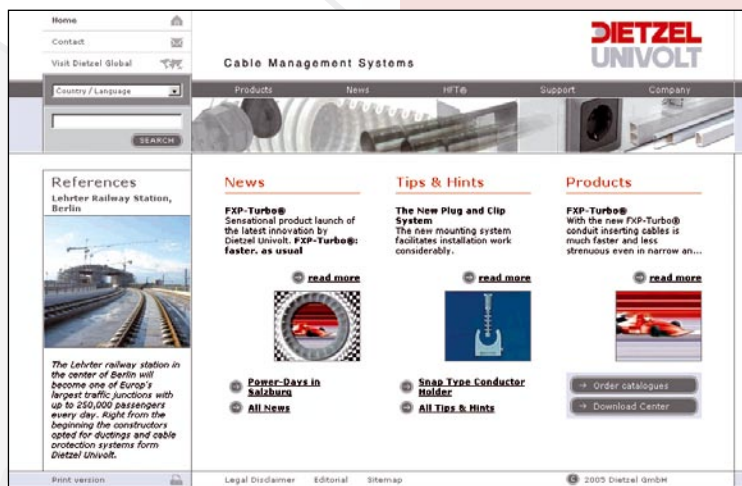 Home
Contact
Visit Dietzel Global
Country / Language
SEARCH
DIETZEL
UNIVOLT
Cable Management Systems
Products News HFT® Support Company
References
Lehrter Railway Station,
Berlin
The Lehrter railway station in
the center of Berlin will
become one of Europ's
largest traffic junctions with
up to 250,000 passengers
every day. Right from the
beginning the constructors
opted for ductings and cable
protection systems form
Dietzel Univolt.
News
FXP-Turbo®
Sensational product launch of
the latest innovation by
Dietzel Univolt. FXP-Turbo®:
faster. as usual
read more
Power-Days in
Salzburg
All News
Tips & Hints
The New Plug and Clip
System
The new mounting system
facilitates installation work
considerably.
read more
Snap Type Conductor
Holder
All Tips & Hints
Products
FXP-Turbo®
With the new FXP-Turbo®
conduit inserting cables is
much faster and less
strenuous even in narrow an...
read more
Order catalogues
Download Center
Print version
Legal Disclaimer Editorial Sitemap
© 2005 Dietzel GmbH